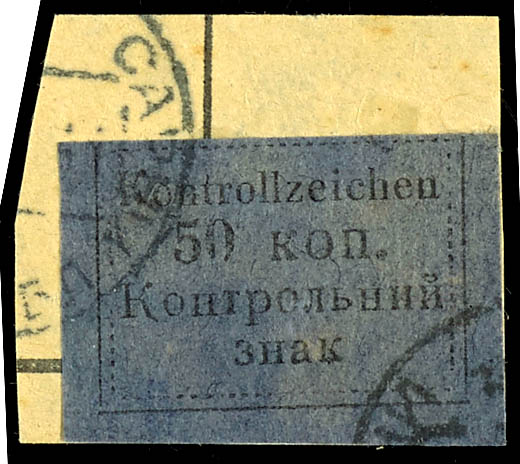 Kontrollzeichen
50 коп.
Контрольний
знак